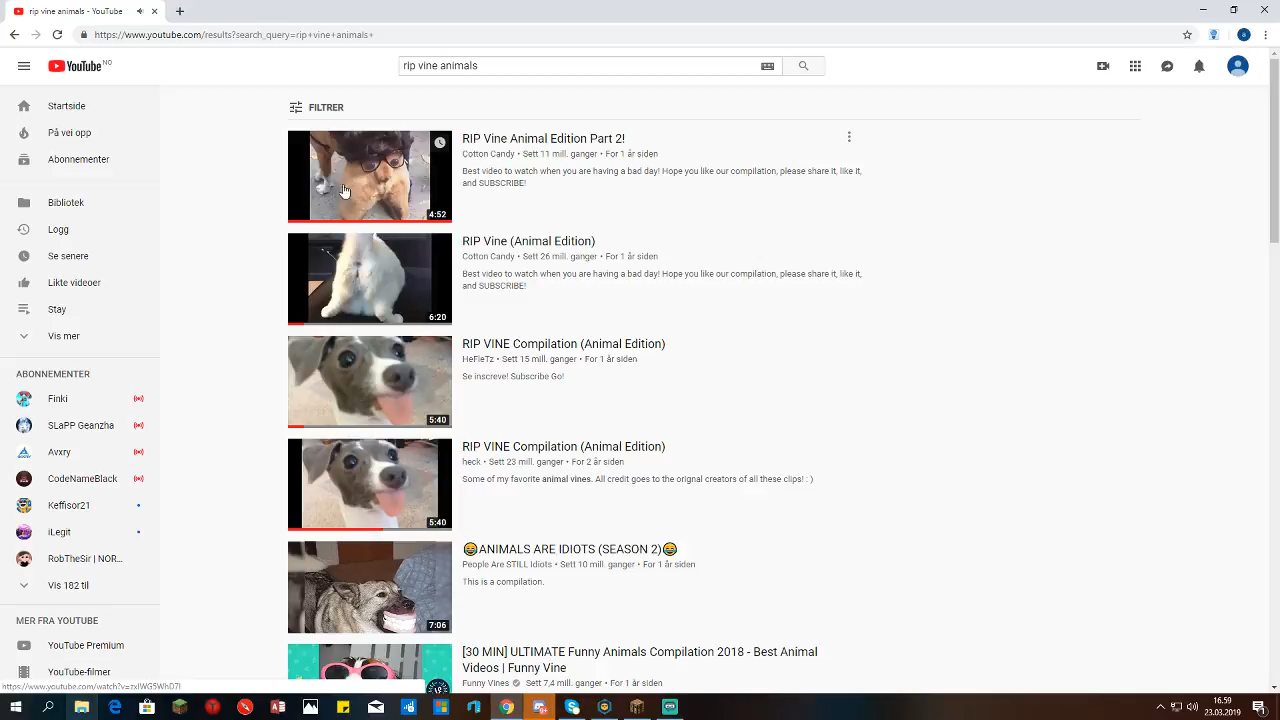 rip vine animals - YouTube
https://www.youtube.com/results?search_query=rip+vine+animals+
YouTube NO
rip vine animals
Startside
På vei opp
Abonnementer
Bibliotek
Logg
Se senere
Likte videoer
Stay
Vis mer
ABONNEMENTER
Finki
SLaPP Geanzha
Avxry
CodeNameBlack
Keffisor21
iLegit
RobTheSir | NOR...
Vis 182 til
MER FRA YOUTUBE
YouTube Premium
YouTube-filmer
FILTRER
4:52
RIP Vine Animal Edition Part 2!
Cotton Candy • Sett 11 mill. ganger • For 1 år siden
Best video to watch when you are having a bad day! Hope you like our compilation, please share it, like it,
and SUBSCRIBE!
6:20
RIP Vine (Animal Edition)
Cotton Candy • Sett 26 mill. ganger • For 1 år siden
Best video to watch when you are having a bad day! Hope you like our compilation, please share it, like it,
and SUBSCRIBE!
5:40
RIP VINE Compilation (Animal Edition)
HeFleTz • Sett 15 mill. ganger • For 1 år siden
Se inscreve! Subscribe Go!
5:40
RIP VINE Compilation (Animal Edition)
heck • Sett 23 mill. ganger • For 2 år siden
Some of my favorite animal vines. All credit goes to the orignal creators of all these clips! : )
7:06
😂ANIMALS ARE IDIOTS (SEASON 2)😂
People Are STILL Idiots • Sett 10 mill. ganger • For 1 år siden
This is a compilation.
[30 MIN] ULTIMATE Funny Animals Compilation 2018 - Best Animal
Videos | Funny Vine
Funny Vines • Sett 7,4 mill. ganger • For 1 år siden
16.59
23.03.2019